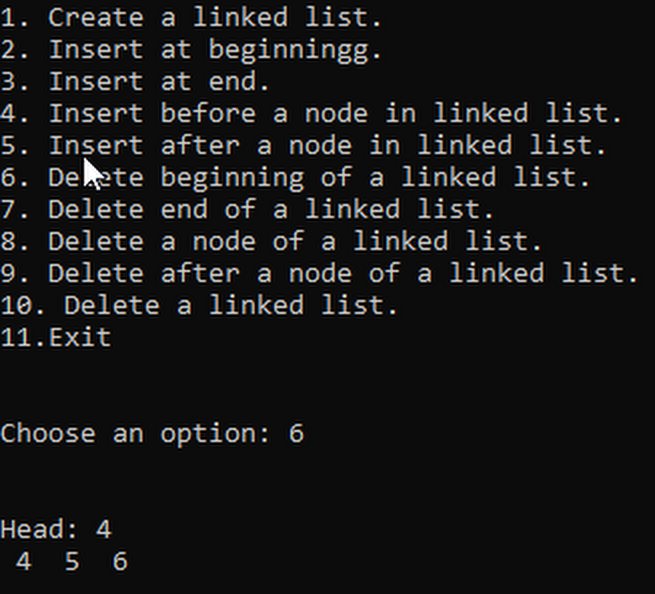 1. Create a linked list.
2. Insert at beginningg.
3. Insert at end.
4. Insert before a node in linked list.
5. Insert after a node in linked list.
6. Delete beginning of a linked list.
7. Delete end of a linked list.
8. Delete a node of a linked list.
9. Delete after a node of a linked list.
10. Delete a linked list.
11.Exit
Choose an option: 6
Head: 4
4 5 6